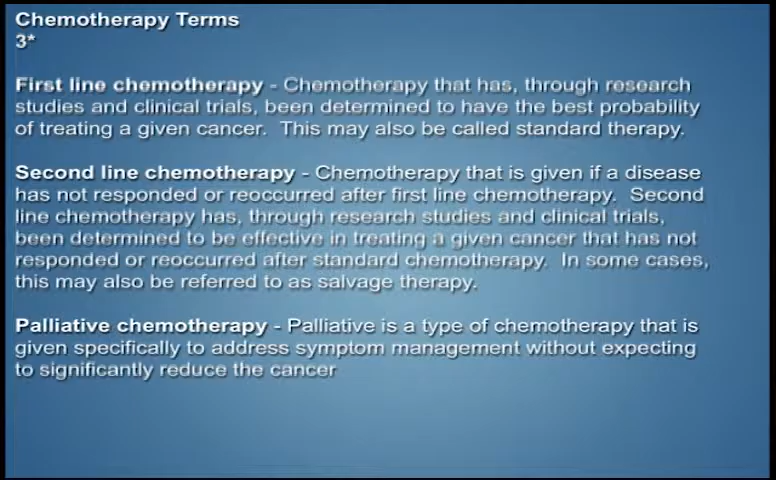 Chemotherapy Terms
3*
First line chemotherapy - Chemotherapy that has, through research
studies and clinical trials, been determined to have the best probability
of treating a given cancer. This may also be called standard therapy.
Second line chemotherapy - Chemotherapy that is given if a disease
has not responded or reoccurred after first line chemotherapy. Second
line chemotherapy has, through research studies and clinical trials,
been determined to be effective in treating a given cancer that has not
responded or reoccurred after standard chemotherapy. In some cases,
this may also be referred to as salvage therapy.
Palliative chemotherapy - Palliative is a type of chemotherapy that is
given specifically to address symptom management without expecting
to significantly reduce the cancer